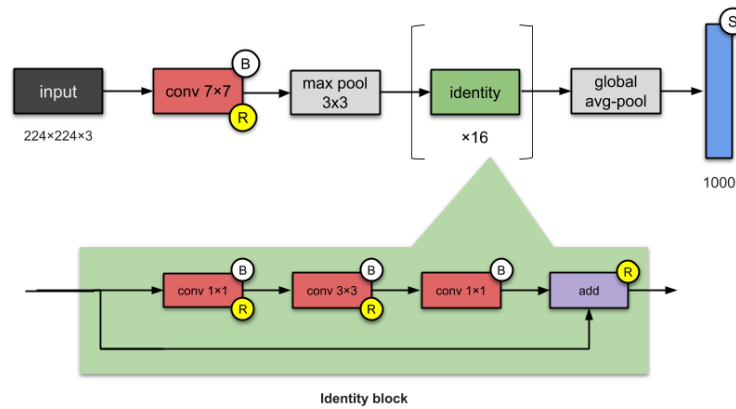 S
B
input
conv 7×7
max pool
3x3
identity
global
avg-pool
R
224×224×3
×16
1000
B
B
B
R
conv 1×1
conv 3×3
conv 1×1
add
R
R
Identity block